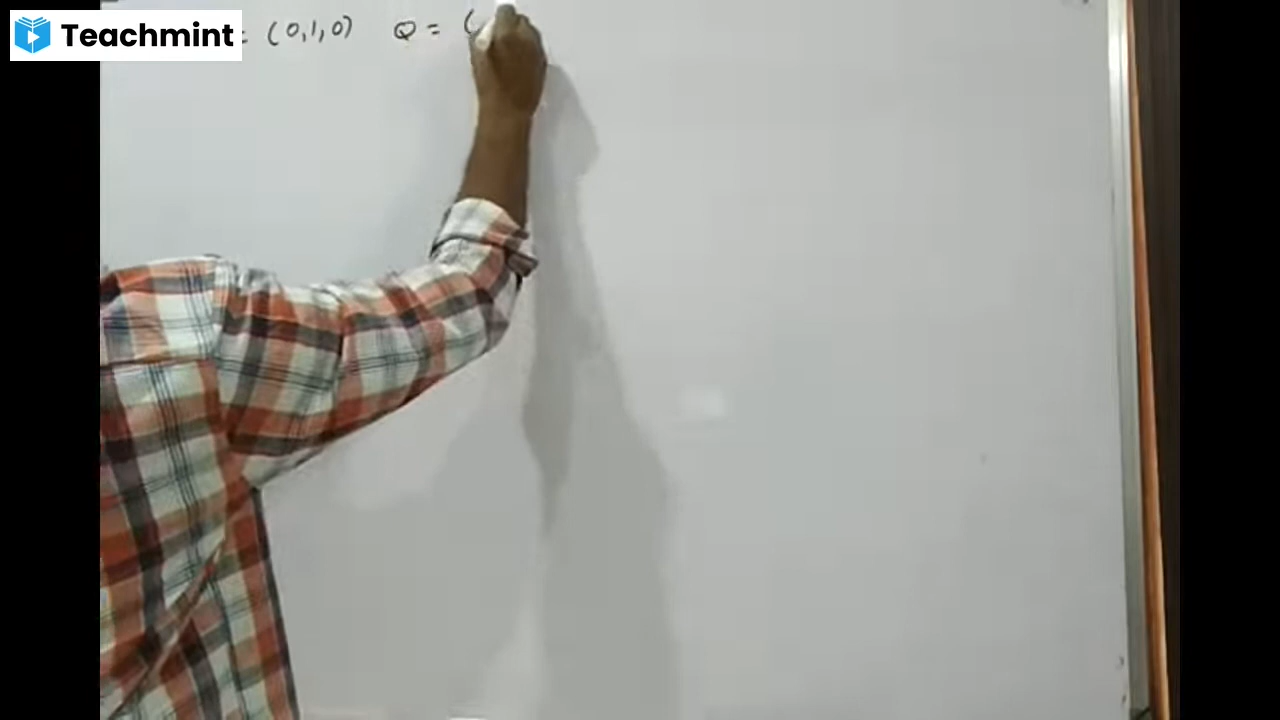 Teachmint
= (0,1,0) Q = (